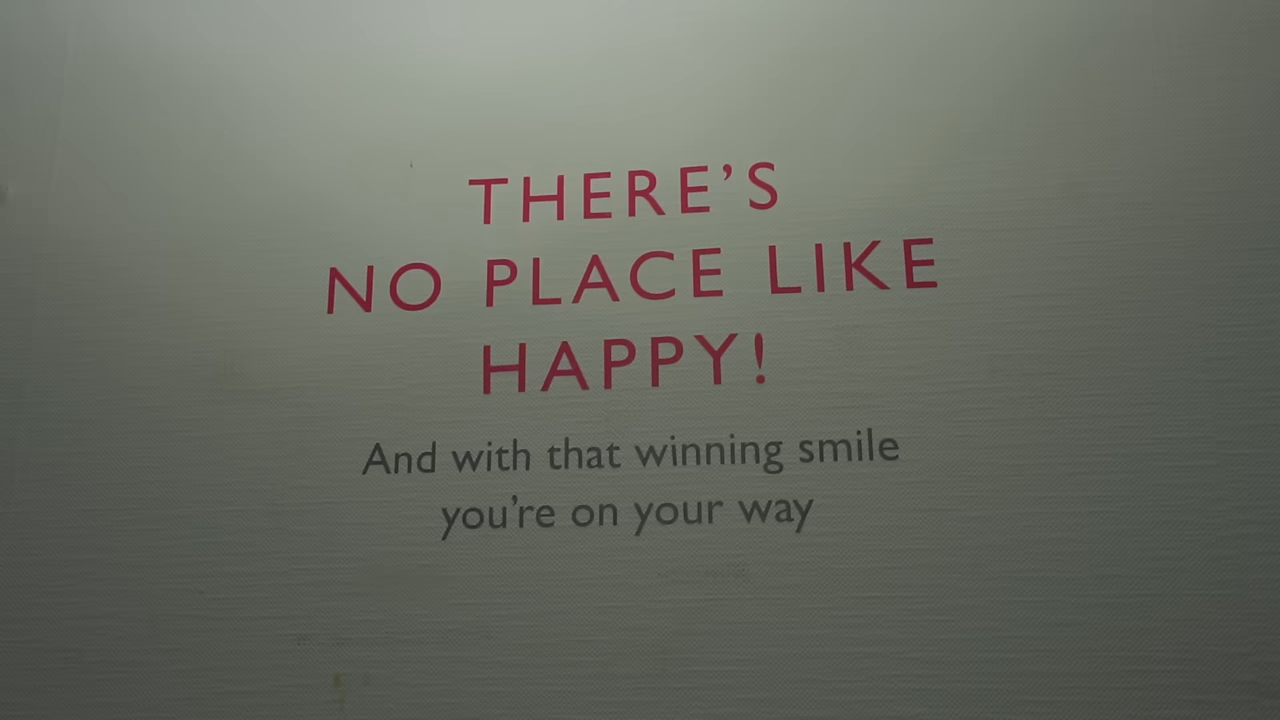 THERE'S
NO PLACE LIKE
HAPPY!
And with that winning smile
you're on your way